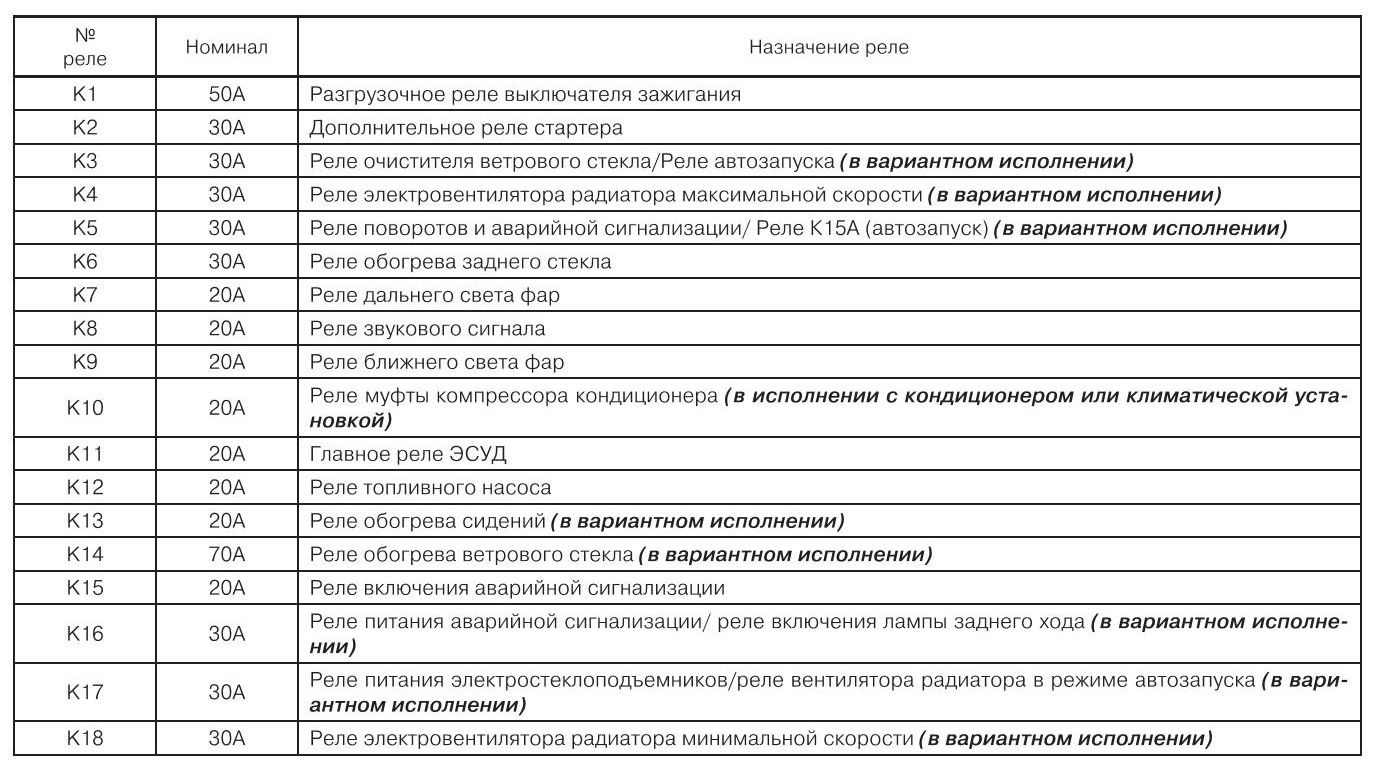 №
реле
Номинал
Назначение реле
К1 50А Разгрузочное реле выключателя зажигания
К2 30А Дополнительное реле стартера
К3 30А Реле очистителя ветрового стекла/Реле автозапуска (в вариантном исполнении)
К4 30А Реле электровентилятора радиатора максимальной скорости (в вариантном исполнении)
К5 30А Реле поворотов и аварийной сигнализации/ Реле К15А (автозапуск) (в вариантном исполнении)
К6 30А Реле обогрева заднего стекла
К7 20А Реле дальнего света фар
К8 20А Реле звукового сигнала
К9 20А Реле ближнего света фар
К10 20А Реле муфты компрессора кондиционера (в исполнении с кондиционером или климатической уста-
новкой)
К11 20А Главное реле ЭСУД
К12 20А Реле топливного насоса
К13 20А Реле обогрева сидений (в вариантном исполнении)
К14 70А Реле обогрева ветрового стекла (в вариантном исполнении)
К15 20А Реле включения аварийной сигнализации
К16 30А Реле питания аварийной сигнализации/ реле включения лампы заднего хода (в вариантном исполне-
нии)
К17 30А Реле питания электростеклоподъемников/реле вентилятора радиатора в режиме автозапуска (в вари-
антном исполнении)
К18 30А Реле электровентилятора радиатора минимальной скорости (в вариантном исполнении)